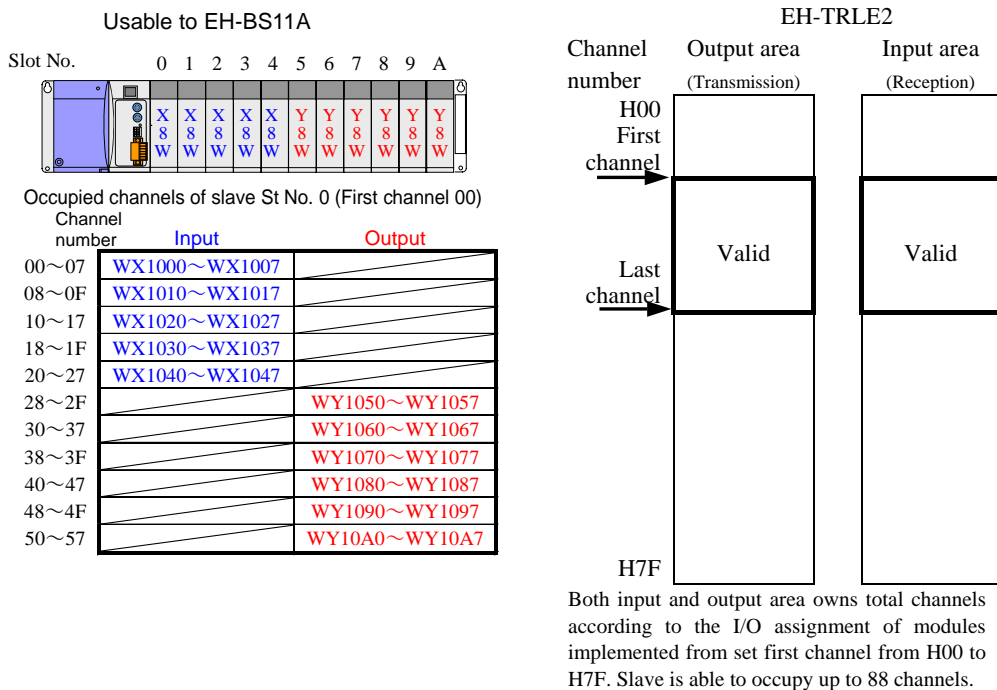 Usable to EH-BS11A
Slot No. 0 1 2 3 4 5 6 7 8 9 A
X X X X X Y Y Y Y Y Y
8 8 8 8 8 8 8 8 8 8 8
W W W W W W W W W W W
Occupied channels of slave St No. 0 (First channel 00)
Channel
number Input Output
00～07 WX1000～WX1007
08～0F WX1010～WX1017
10～17 WX1020～WX1027
18～1F WX1030～WX1037
20～27 WX1040～WX1047
28～2F WY1050～WY1057
30～37 WY1060～WY1067
38～3F WY1070～WY1077
40～47 WY1080～WY1087
48～4F WY1090～WY1097
50～57 WY10A0～WY10A7
EH-TRLE2
Channel Output area Input area
number (Transmission) (Reception)
H00
First
channel
Valid Valid
Last
channel
H7F
Both input and output area owns total channels
according to the I/O assignment of modules
implemented from set first channel from H00 to
H7F. Slave is able to occupy up to 88 channels.